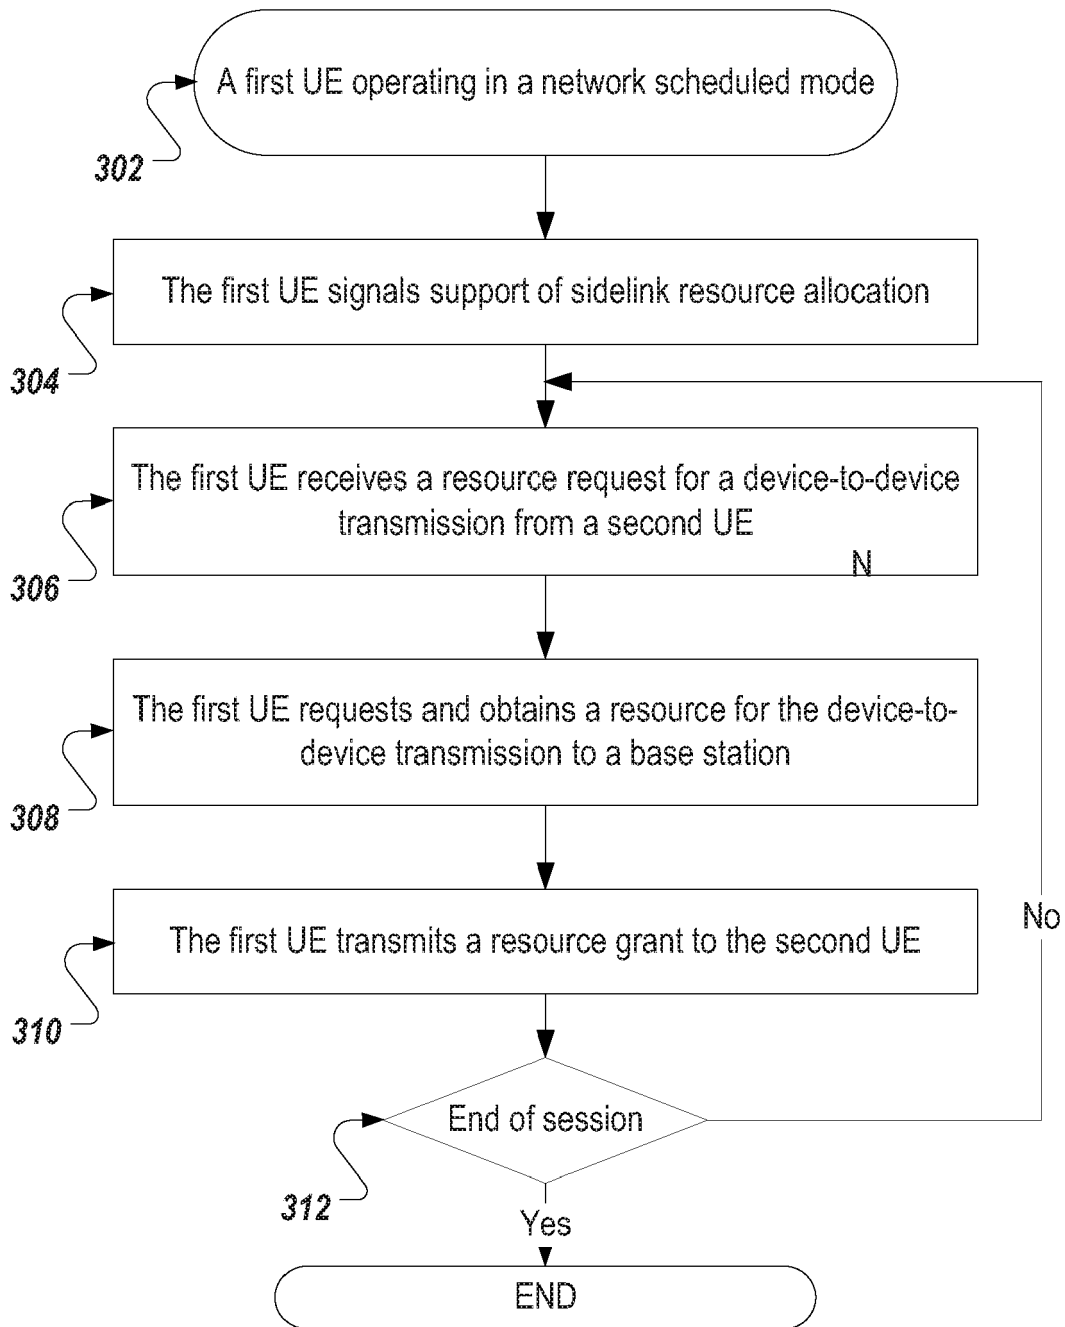 A first UE operating in a network scheduled mode
302
The first UE signals support of sidelink resource allocation
304
The first UE receives a resource request for a device-to-device
transmission from a second UE
N
306
The first UE requests and obtains a resource for the device-to-
device transmission to a base station
308
The first UE transmits a resource grant to the second UE
No
310
End of session
312
Yes
END